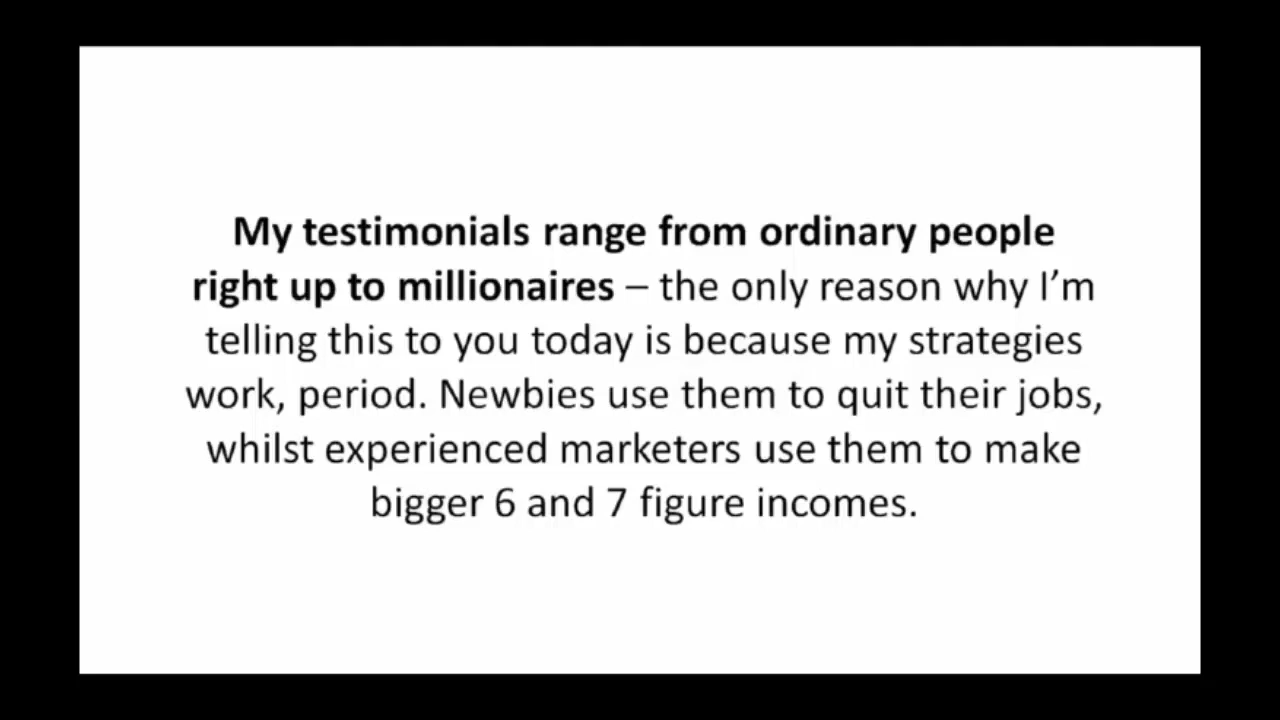 My testimonials range from ordinary people
right up to millionaires – the only reason why I’m
telling this to you today is because my strategies
work, period. Newbies use them to quit their jobs,
whilst experienced marketers use them to make
bigger 6 and 7 figure incomes.